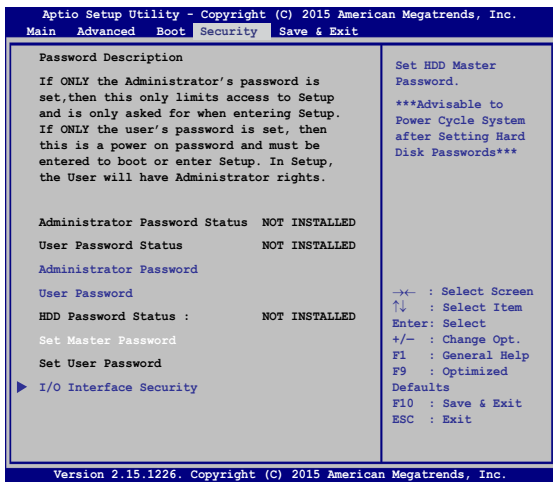 Aptio Setup Utility - Copyright (C) 2015 American Megatrends, Inc.
Main Advanced Boot Security Save & Exit
Password Description
If ONLY the Administrator's password is
set,then this only limits access to Setup
and is only asked for when entering Setup.
If ONLY the user's password is set, then
this is a power on password and must be
entered to boot or enter Setup. In Setup,
the User will have Administrator rights.
Administrator Password Status NOT INSTALLED
User Password Status NOT INSTALLED
Administrator Password
User Password
HDD Password Status : NOT INSTALLED
Set Master Password
Set User Password
I/O Interface Security
Set HDD Master
Password.
***Advisable to
Power Cycle System
after Setting Hard
Disk Passwords***
→← : Select Screen
↑↓ : Select Item
Enter: Select
+/— : Change Opt.
F1 : General Help
F9 : Optimized
Defaults
F10 : Save & Exit
ESC : Exit
Version 2.15.1226. Copyright (C) 2015 American Megatrends, Inc.